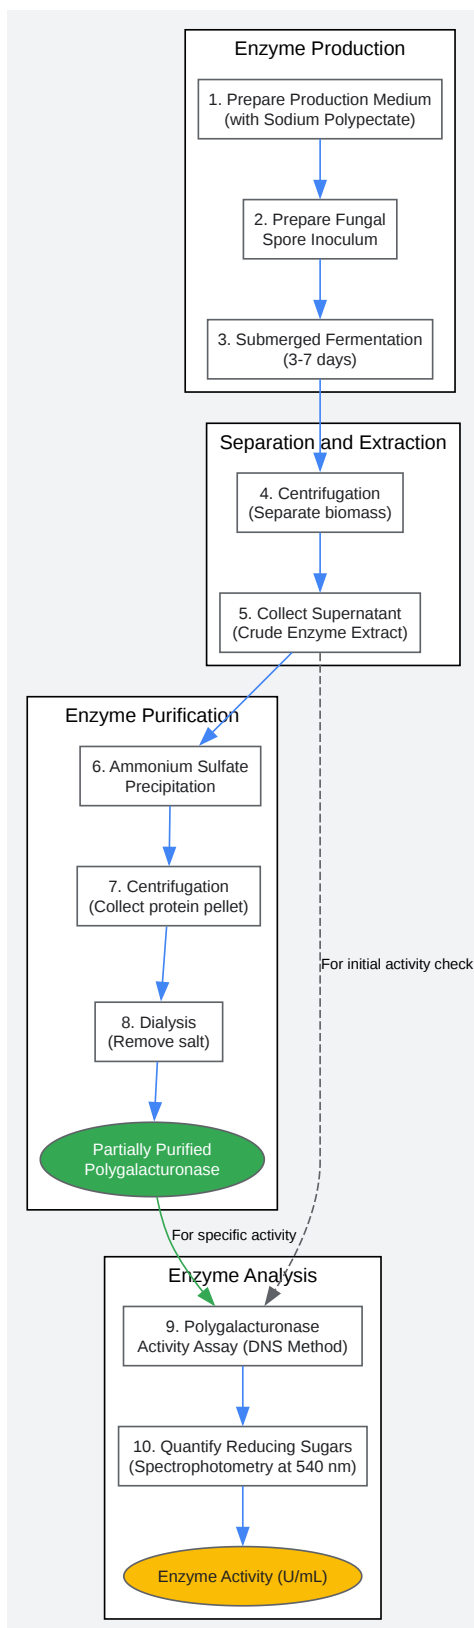 Enzyme Production
1. Prepare Production Medium
(with Sodium Polypectate)
2. Prepare Fungal
Spore Inoculum
3. Submerged Fermentation
(3-7 days)
Separation and Extraction
4. Centrifugation
(Separate biomass)
5. Collect Supernatant
(Crude Enzyme Extract)
Enzyme Purification
6. Ammonium Sulfate
Precipitation
7. Centrifugation
(Collect protein pellet)
For initial activity check
8. Dialysis
(Remove salt)
Partially Purified
Polygalacturonase
For specific activity
Enzyme Analysis
9. Polygalacturonase
Activity Assay (DNS Method)
10. Quantify Reducing Sugars
(Spectrophotometry at 540 nm)
Enzyme Activity (U/mL)